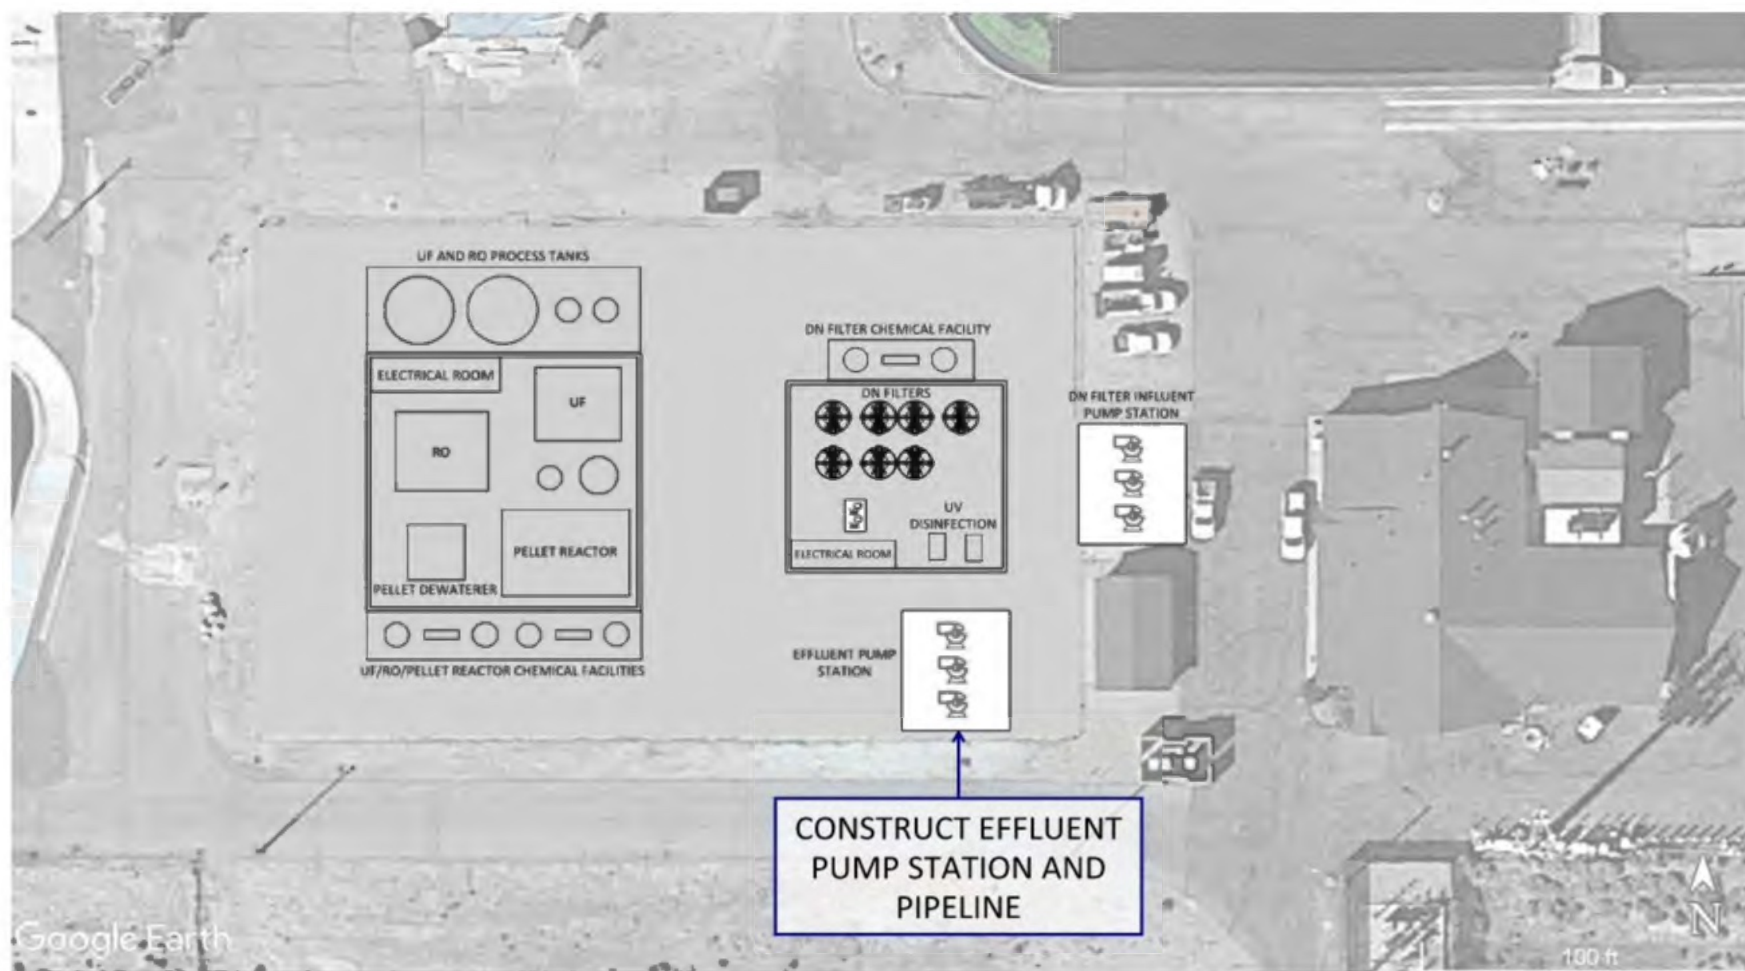 UF AND RO PROCESS TANKS
ELECTRICAL ROOM
UF
RO
PELLET REACTOR
PELLET DEWATERER
UF/RO/PELLET REACTOR CHEMICAL FACILITIES
DN FILTER CHEMICAL FACILITY
DN FILTERS
UV
DISINFECTION
ELECTRICAL ROOM
DN FILTER INFLUENT
PUMP STATION
EFFLUENT PUMP
STATION
CONSTRUCT EFFLUENT
PUMP STATION AND
PIPELINE
Google Earth
N
100 ft